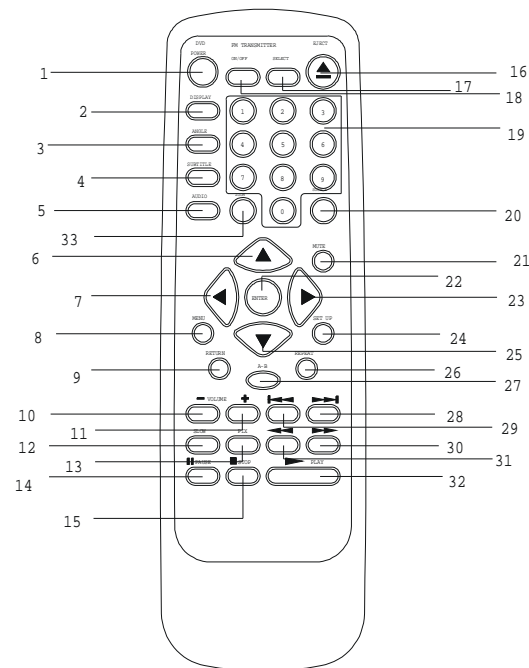 DVD
POWER
FM TRANSMITTER
EJECT
ON/OFF
SELECT
1
16
17
18
DISPLAY
2
1
2
3
19
ANGLE
3
4
5
6
SUBTITLE
4
7
8
9
AUDIO
5
0
20
33
MUTE
21
6
22
7
ENTER
23
MENU
8
SET UP
24
25
RETURN
REPEAT
9
A-B
26
27
10
− VOLUME +
28
11
29
12
SLOW
30
13
31
14
PAUSE
STOP
PLAY
32
15